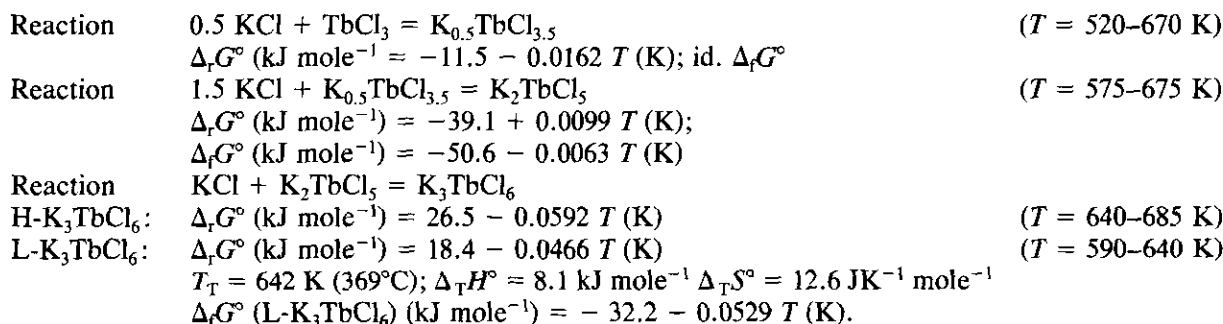 Reaction 0.5 KCl + TbCl₃ = K₀.₅TbCl₃.₅ (T = 520–670 K)
ΔᵣG° (kJ mole⁻¹ = −11.5 − 0.0162 T (K); id. ΔfG°
Reaction 1.5 KCl + K₀.₅TbCl₃.₅ = K₂TbCl₅ (T = 575–675 K)
ΔᵣG° (kJ mole⁻¹) = −39.1 + 0.0099 T (K);
ΔfG° (kJ mole⁻¹) = −50.6 − 0.0063 T (K)
Reaction KCl + K₂TbCl₅ = K₃TbCl₆
H-K₃TbCl₆: ΔᵣG° (kJ mole⁻¹) = 26.5 − 0.0592 T (K) (T = 640–685 K)
L-K₃TbCl₆: ΔᵣG° (kJ mole⁻¹) = 18.4 − 0.0466 T (K) (T = 590–640 K)
T_T = 642 K (369°C); Δ_TH° = 8.1 kJ mole⁻¹ Δ_TS° = 12.6 JK⁻¹ mole⁻¹
ΔfG° (L-K₃TbCl₆) (kJ mole⁻¹) = − 32.2 − 0.0529 T (K).